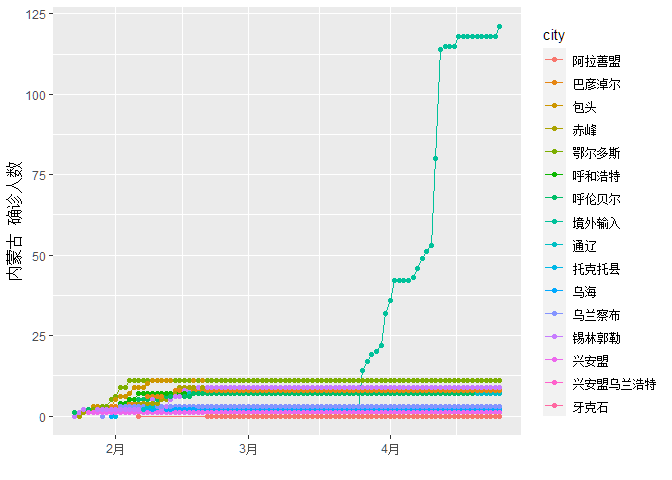 city
125
100
75
50
25
0
内蒙古 确诊人数
2月
3月
4月
阿拉善盟
巴彦淖尔
包头
赤峰
鄂尔多斯
呼和浩特
呼伦贝尔
境外输入
通辽
托克托县
乌海
乌兰察布
锡林郭勒
兴安盟
兴安盟乌兰浩特
牙克石